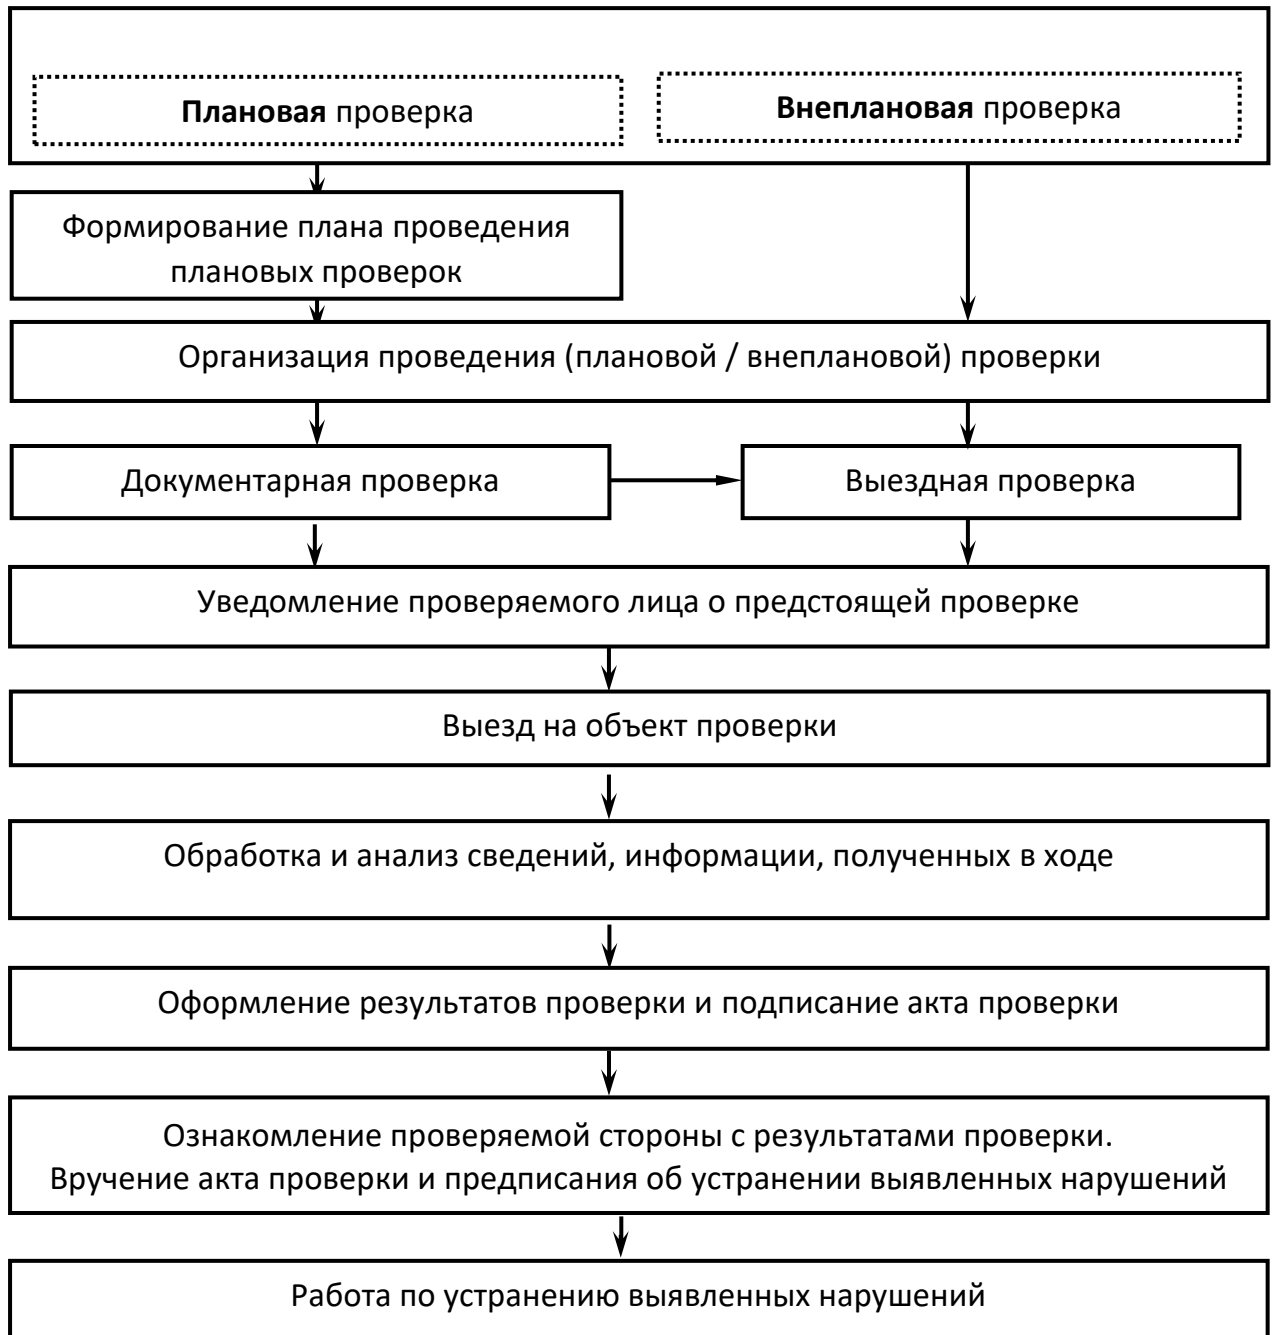 Плановая проверка
Внеплановая проверка
Формирование плана проведения
плановых проверок
Организация проведения (плановой / внеплановой) проверки
Документарная проверка
Выездная проверка
Уведомление проверяемого лица о предстоящей проверке
Выезд на объект проверки
Обработка и анализ сведений, информации, полученных в ходе
Оформление результатов проверки и подписание акта проверки
Ознакомление проверяемой стороны с результатами проверки.
Вручение акта проверки и предписания об устранении выявленных нарушений
Работа по устранению выявленных нарушений